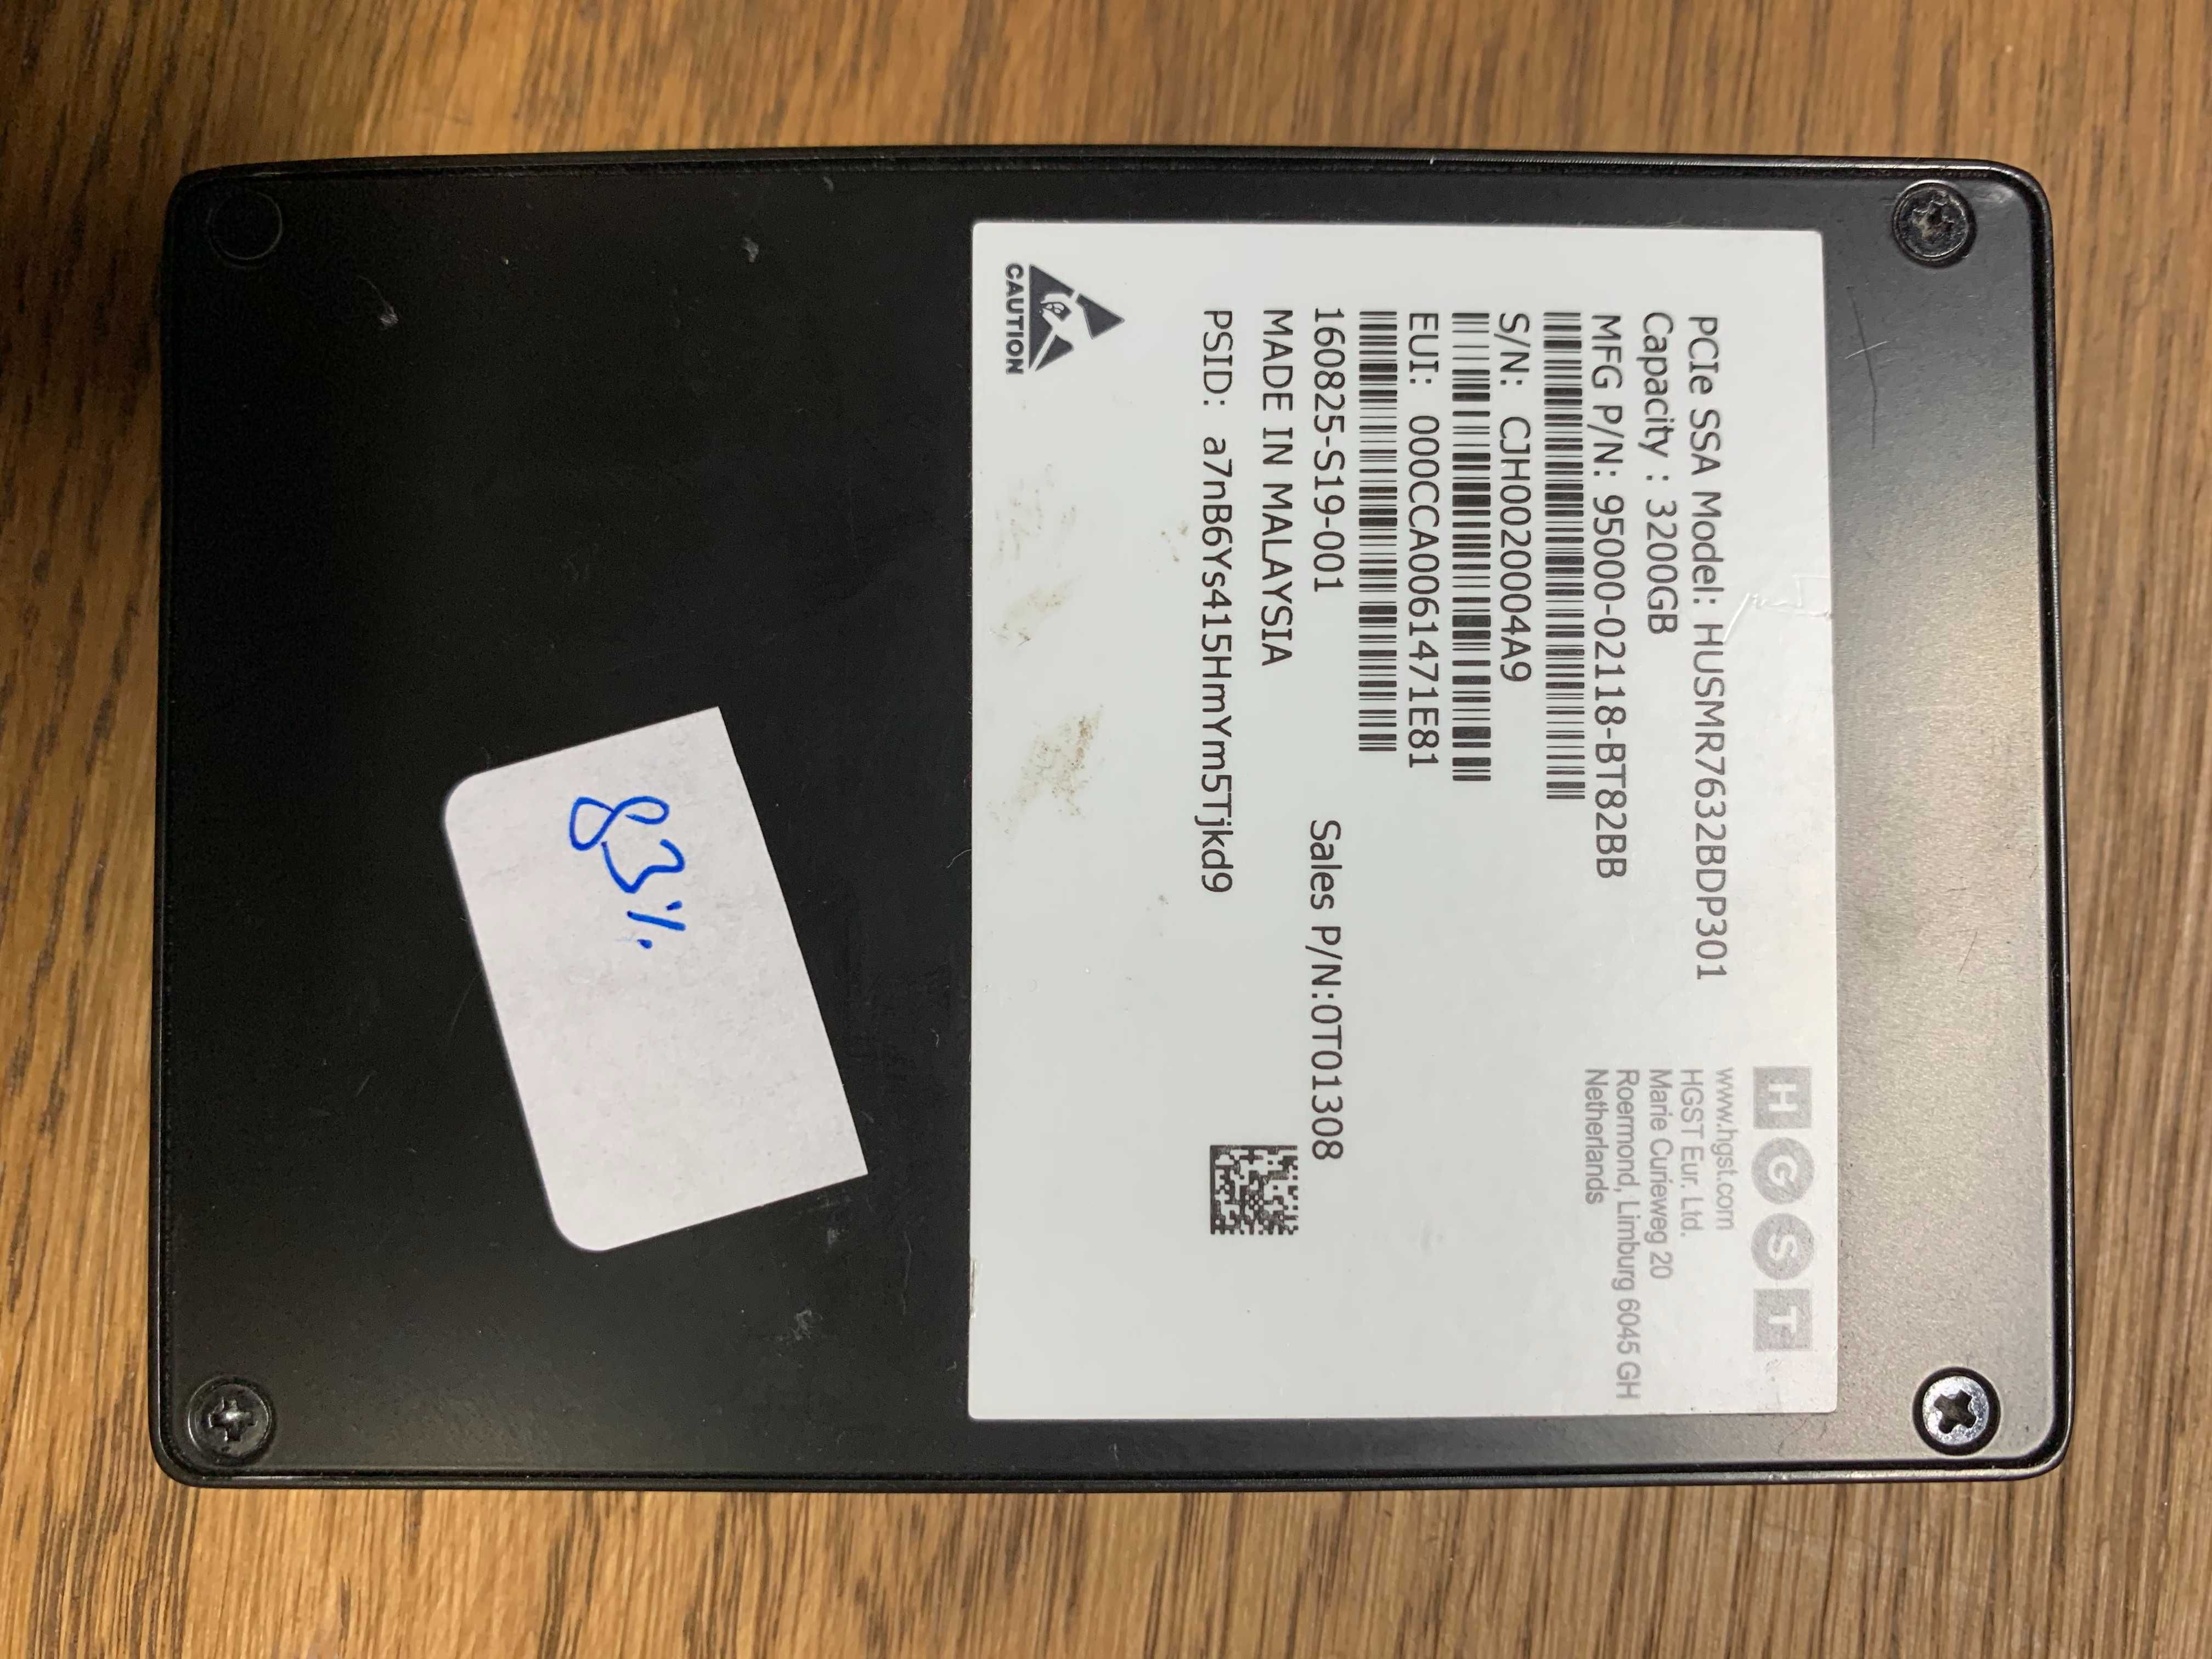 HGST
www.hgst.com
HGST Eur. Ltd.
Marie Curieweg 20
Roermond, Limburg 6045 GH
Netherlands
PCIe SSA Model: HUSMR7632BDP301
Capacity : 3200GB
MFG P/N: 95000-02118-BT82BB
S/N: CJH0020004A9
EUI: 000CCA0061471E81
160825-S19-001
Sales P/N:0T01308
MADE IN MALAYSIA
PSID: a7nB6Ys415HmYm5Tjkd9
CAUTION
83%